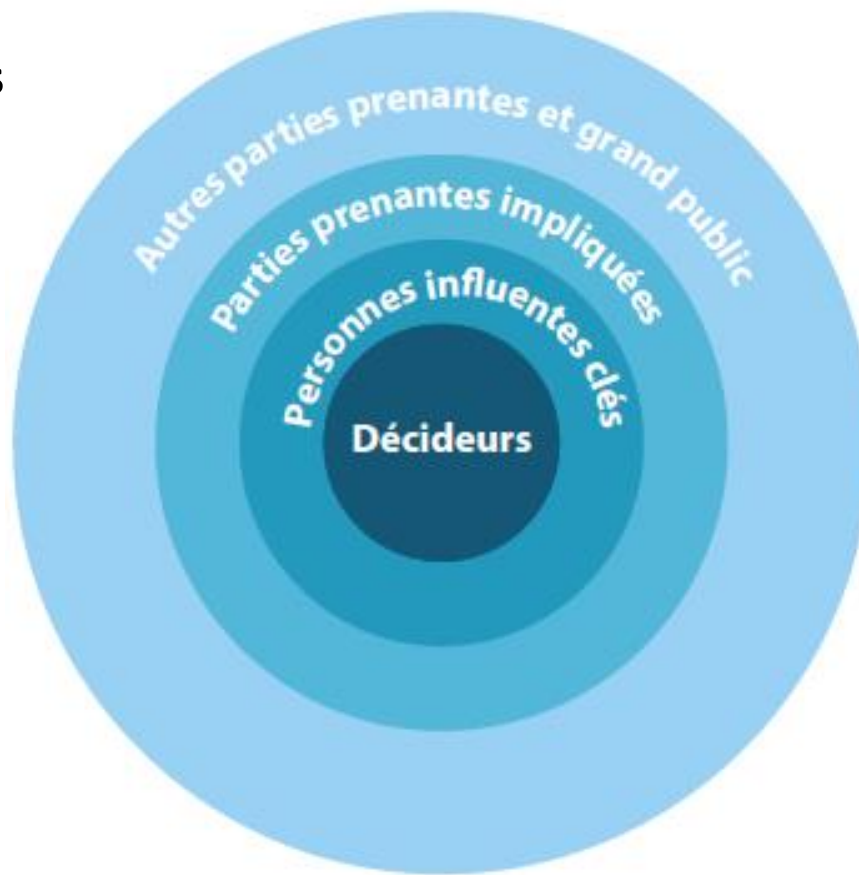 s
Autres parties prenantes et grand public
Parties prenantes impliquées
Personnes influentes clés
Décideurs